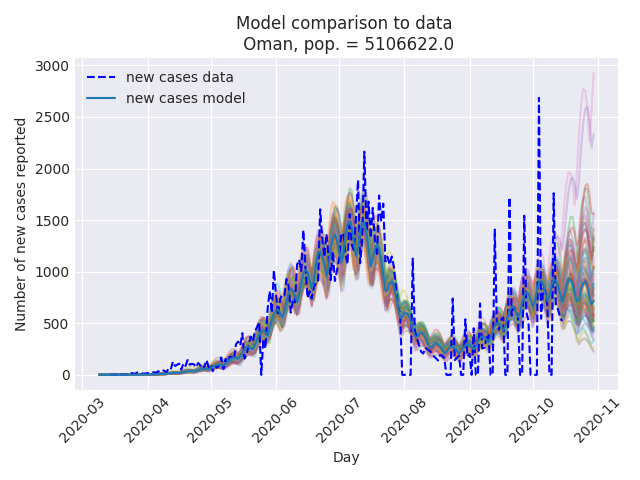 Model comparison to data
Oman, pop. = 5106622.0
new cases data
new cases model
Number of new cases reported
3000
2500
2000
1500
1000
500
0
2020-03
2020-04
2020-05
2020-06
2020-07
2020-08
2020-09
2020-10
2020-11
Day